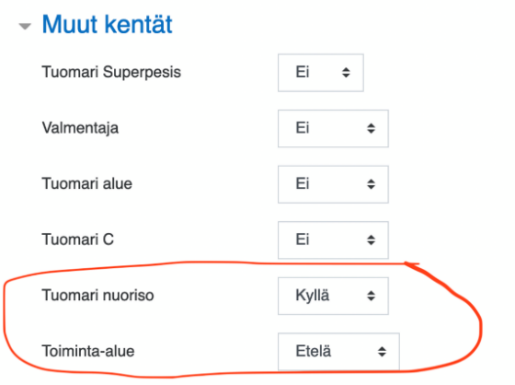 Muut kentät
Tuomari Superpesis Ei
Valmentaja Ei
Tuomari alue Ei
Tuomari C Ei
Tuomari nuoriso Kyllä
Toiminta-alue Etelä